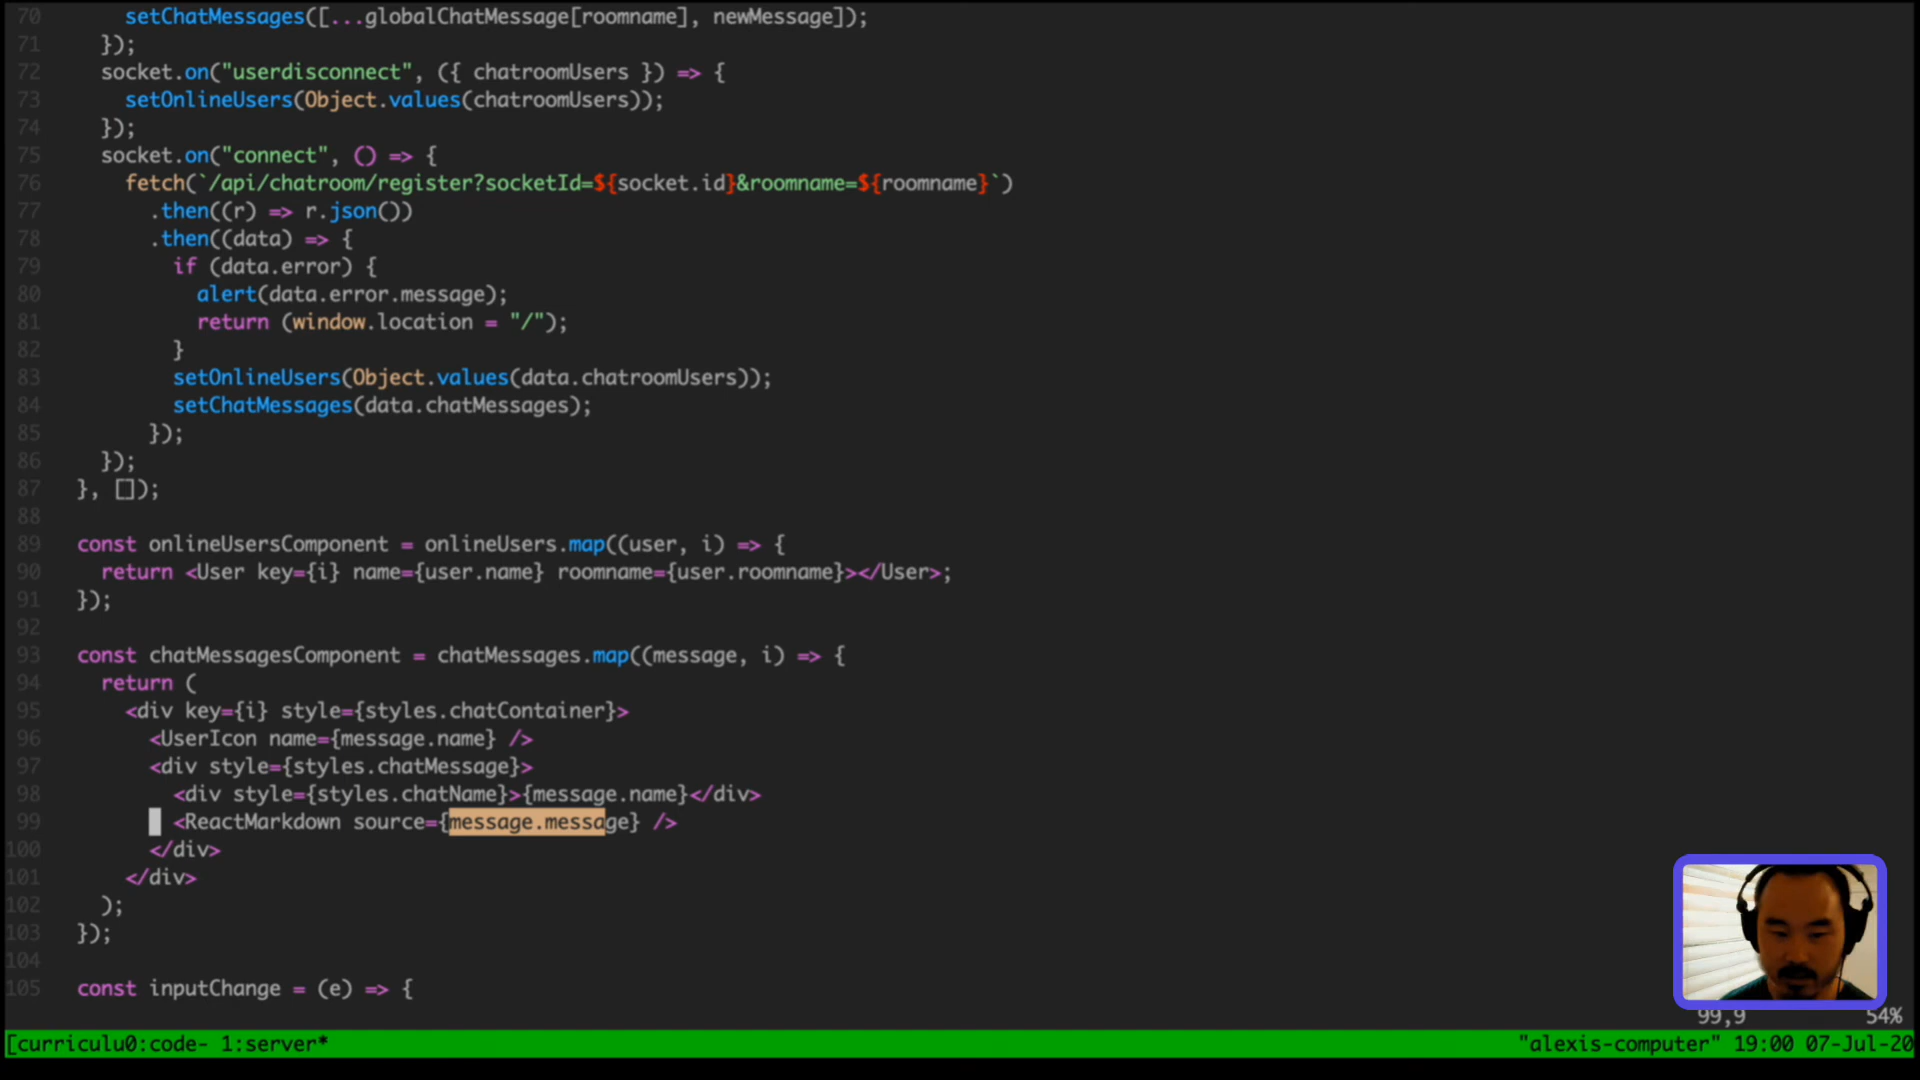 70 setChatMessages([...globalChatMessage[roomname], newMessage]);
71 });
72 socket.on("userdisconnect", ({ chatroomUsers }) => {
73 setOnlineUsers(Object.values(chatroomUsers));
74 });
75 socket.on("connect", () => {
76 fetch(`/api/chatroom/register?socketId=${socket.id}&roomname=${roomname}`)
77 .then((r) => r.json())
78 .then((data) => {
79 if (data.error) {
80 alert(data.error.message);
81 return (window.location = "/");
82 }
83 setOnlineUsers(Object.values(data.chatroomUsers));
84 setChatMessages(data.chatMessages);
85 });
86 });
87 }, []);
88
89 const onlineUsersComponent = onlineUsers.map((user, i) => {
90 return <User key={i} name={user.name} roomname={user.roomname}></User>;
91 });
92
93 const chatMessagesComponent = chatMessages.map((message, i) => {
94 return (
95 <div key={i} style={styles.chatContainer}>
96 <UserIcon name={message.name} />
97 <div style={styles.chatMessage}>
98 <div style={styles.chatName}>{message.name}</div>
99 <ReactMarkdown source={message.message} />
100 </div>
101 </div>
102 );
103 });
104
105 const inputChange = (e) => {
99,9 54%
[curriculu0:code- 1:server* "alexis-computer" 19:00 07-Jul-20